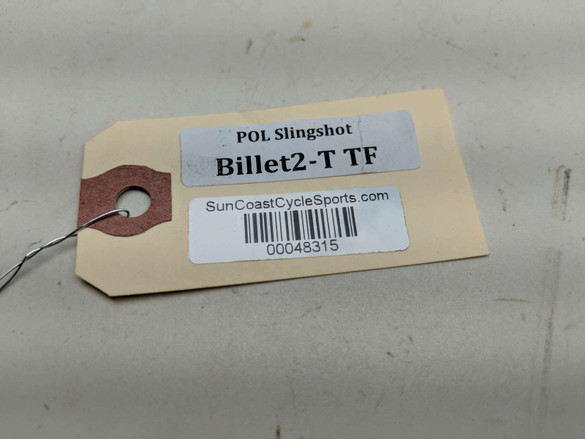 POL Slingshot
Billet2-T TF
SunCoastCycleSports.com
00048315